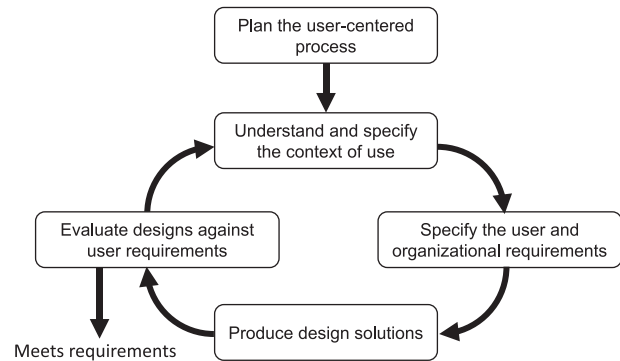 Plan the user-centered
process
Understand and specify
the context of use
Evaluate designs against
user requirements
Specify the user and
organizational requirements
Produce design solutions
Meets requirements